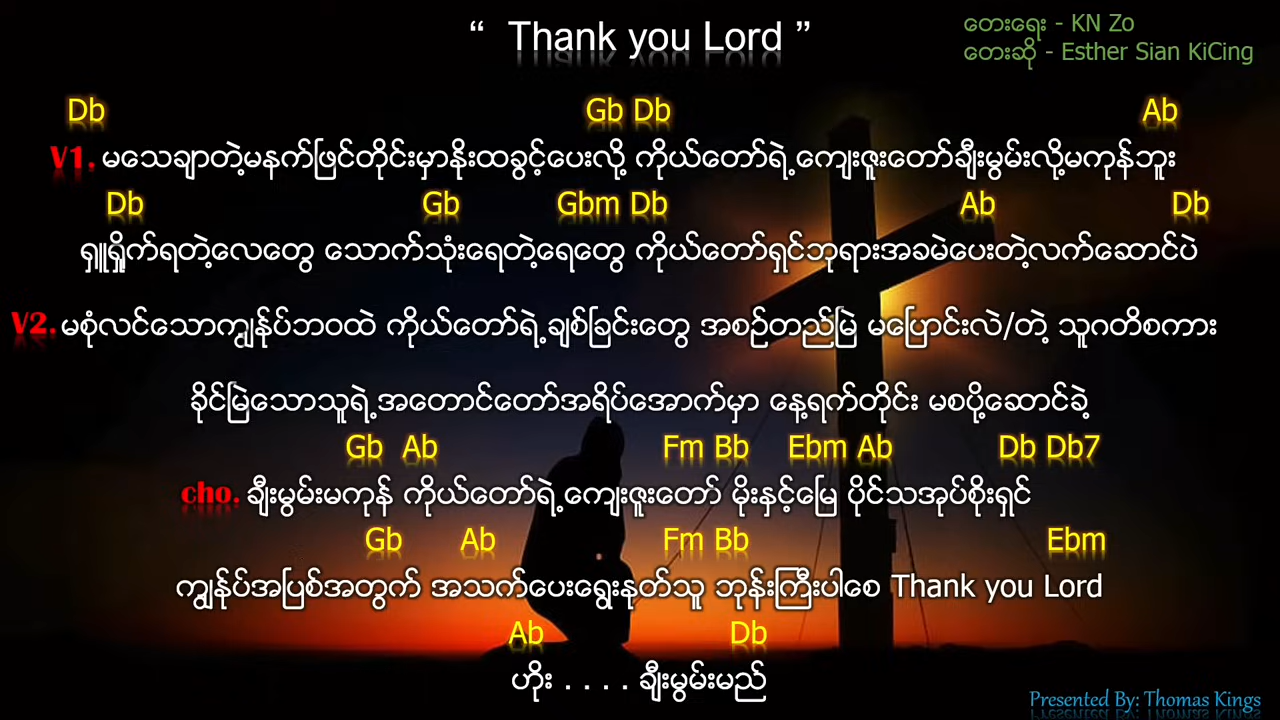 “ Thank you Lord ”
တေးရေး - KN Zo
တေးဆို - Esther Sian KiCing
Db Gb Db Ab
V1, မသေချာတဲ့မနက်ဖြင်တိုင်းမှာနိုးထခွင့်ပေးလို့ ကိုယ်တော်ရဲ့ကျေးဇူးတော်ချီးမွမ်းလို့မကုန်ဘူး
Db Gb Gbm Db Ab Db
ရှူရှိုက်ရတဲ့လေတွေ သောက်သုံးရေတဲ့ရေတွေ ကိုယ်တော်ရှင်ဘုရားအခမဲပေးတဲ့လက်ဆောင်ပဲ
V2. မစုံလင်သောကျွန်ုပ်ဘဝထဲ ကိုယ်တော်ရဲ့ချစ်ခြင်းတွေ အစဉ်တည်မြဲ မပြောင်းလဲ/တဲ့ သူဂတိစကား
ခိုင်မြဲသောသူရဲ့အတောင်တော်အရိပ်အောက်မှာ နေ့ရက်တိုင်း မစပို့ဆောင်ခဲ့
Gb Ab Fm Bb Ebm Ab Db Db7
cho. ချီးမွမ်းမကုန် ကိုယ်တော်ရဲ့ကျေးဇူးတော် မိုးနှင့်မြေ ပိုင်သအုပ်စိုးရှင်
Gb Ab Fm Bb Ebm
ကျွန်ုပ်အပြစ်အတွက် အသက်ပေးရွေးနုတ်သူ ဘုန်းကြီးပါစေ Thank you Lord
Ab Db
ဟိုး . . . . ချီးမွမ်းမည်
Presented By: Thomas Kings